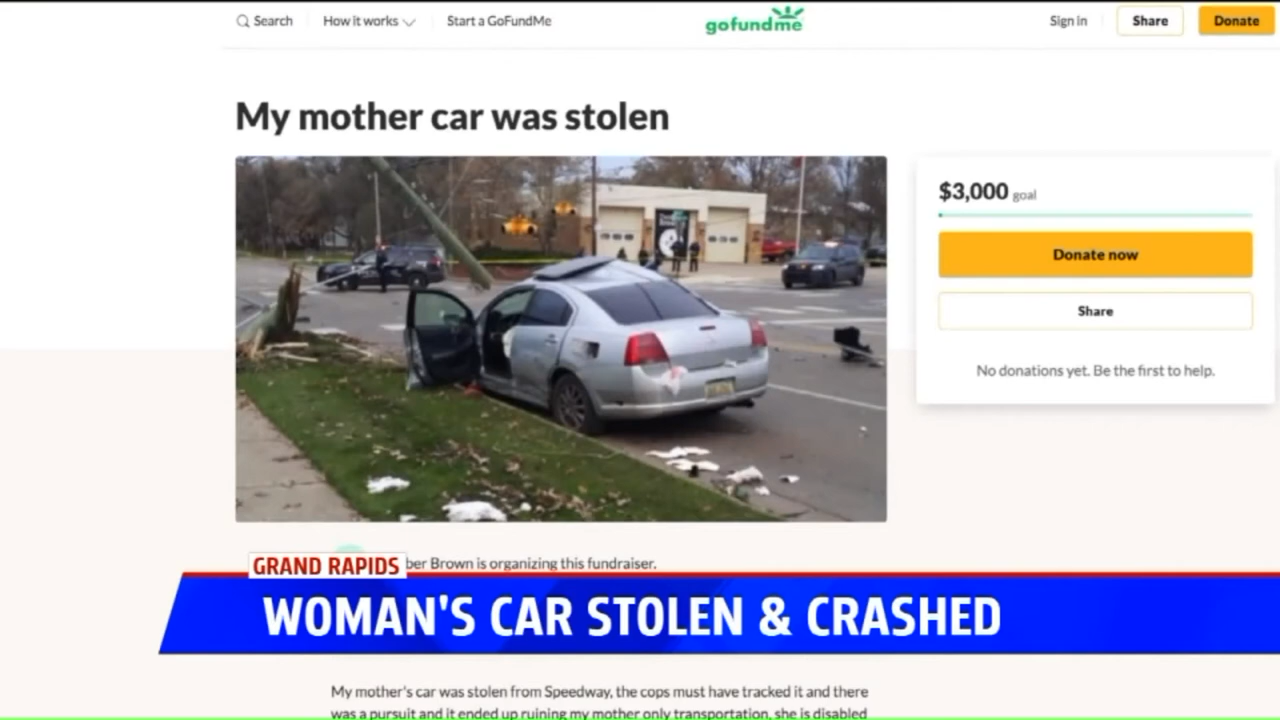 Search How it works Start a GoFundMe gofundme Sign in Share Donate
My mother car was stolen
$3,000 goal
Donate now
Share
No donations yet. Be the first to help.
Brown is organizing this fundraiser.
GRAND RAPIDS
WOMAN'S CAR STOLEN & CRASHED
My mother's car was stolen from Speedway, the cops must have tracked it and there
was a pursuit and it ended up ruining my mother only transportation, she is disabled